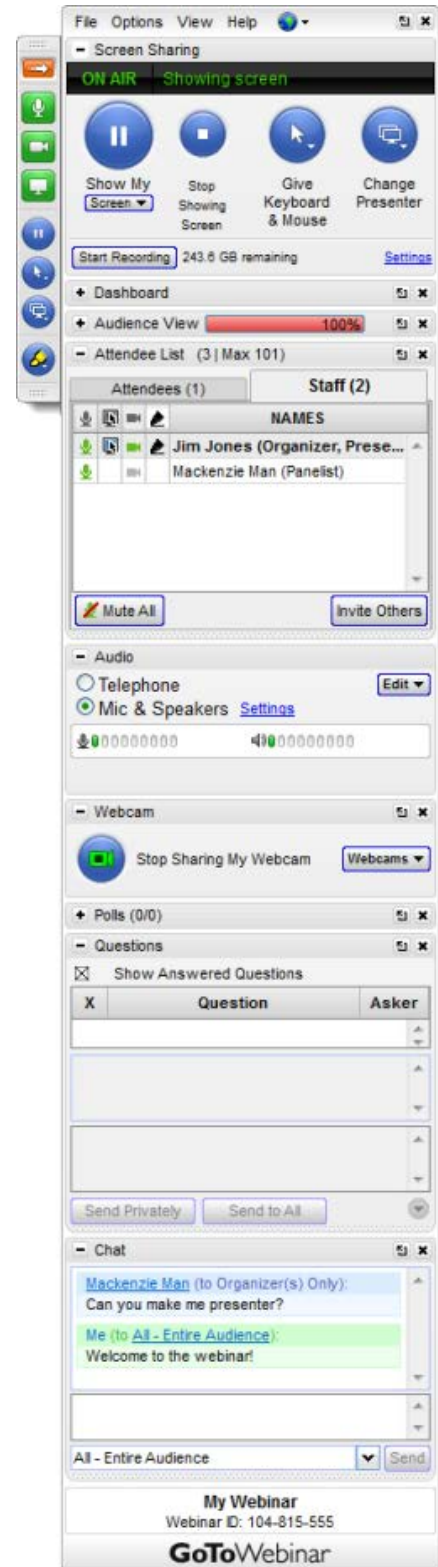 File Options View Help
− Screen Sharing
ON AIR Showing screen
Show My Screen ▾
Stop Showing Screen
Give Keyboard & Mouse
Change Presenter
Start Recording 243.6 GB remaining Settings
+ Dashboard
+ Audience View 100%
− Attendee List (3 | Max 101)
Attendees (1) Staff (2)
NAMES
Jim Jones (Organizer, Prese...
Mackenzie Man (Panelist)
Mute All Invite Others
− Audio
Telephone Edit ▾
Mic & Speakers Settings
− Webcam
Stop Sharing My Webcam Webcams ▾
+ Polls (0/0)
− Questions
Show Answered Questions
X Question Asker
Send Privately Send to All
− Chat
Mackenzie Man (to Organizer(s) Only):
Can you make me presenter?
Me (to All - Entire Audience):
Welcome to the webinar!
All - Entire Audience Send
My Webinar
Webinar ID: 104-815-555
GoToWebinar